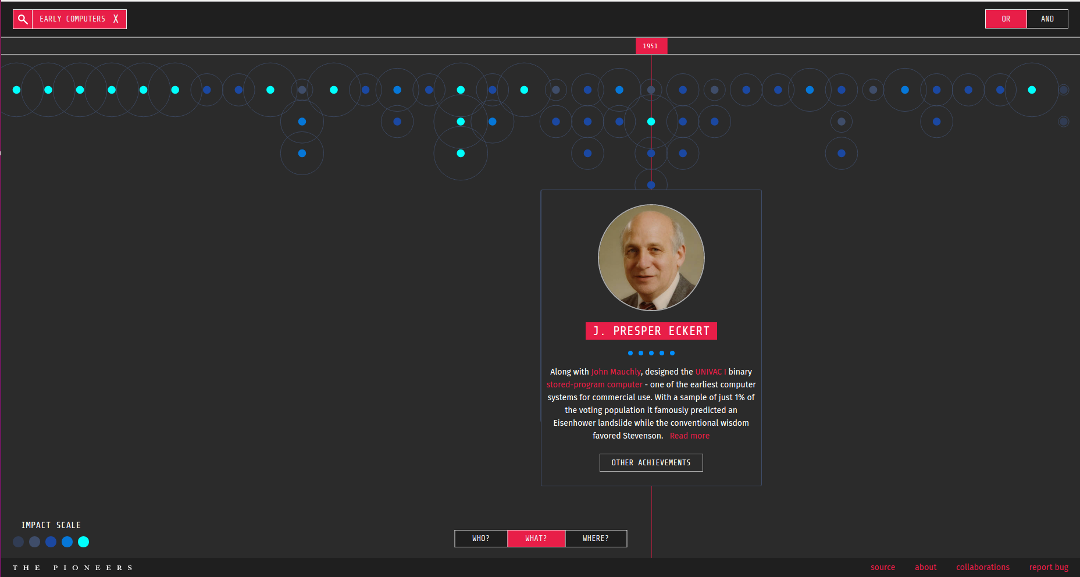 EARLY COMPUTERS X
OR AND
1951
J. PRESPER ECKERT
Along with John Mauchly, designed the UNIVAC I binary
stored-program computer - one of the earliest computer
systems for commercial use. With a sample of just 1% of
the voting population it famously predicted an
Eisenhower landslide while the conventional wisdom
favored Stevenson. Read more
OTHER ACHIEVEMENTS
IMPACT SCALE
WHO? WHAT? WHERE?
THE PIONEERS
source about collaborations report bug